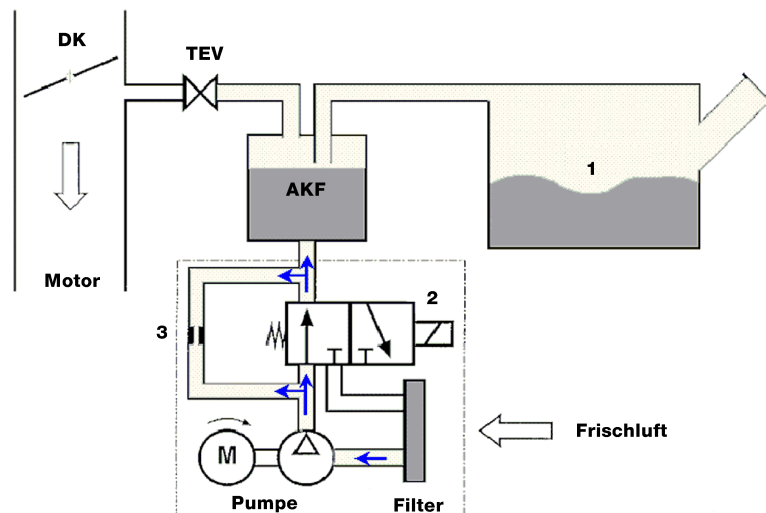 DK
TEV
1
AKF
Motor
2
3
Frischluft
M
Pumpe
Filter